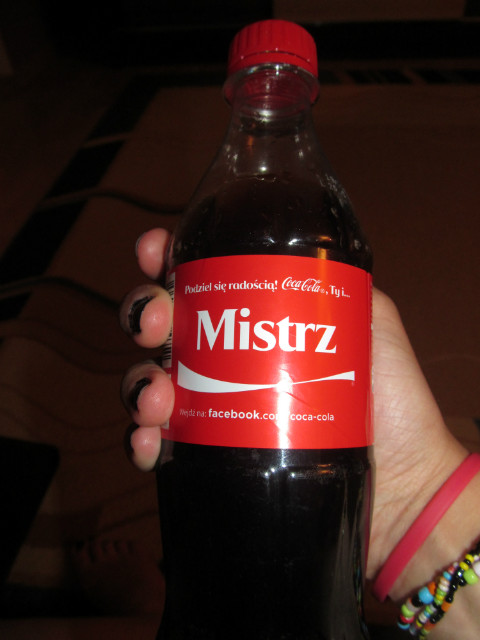 Podziel się radością! Coca-Cola®, Ty i...
Mistrz
Wejdź na: facebook.com/coca-cola